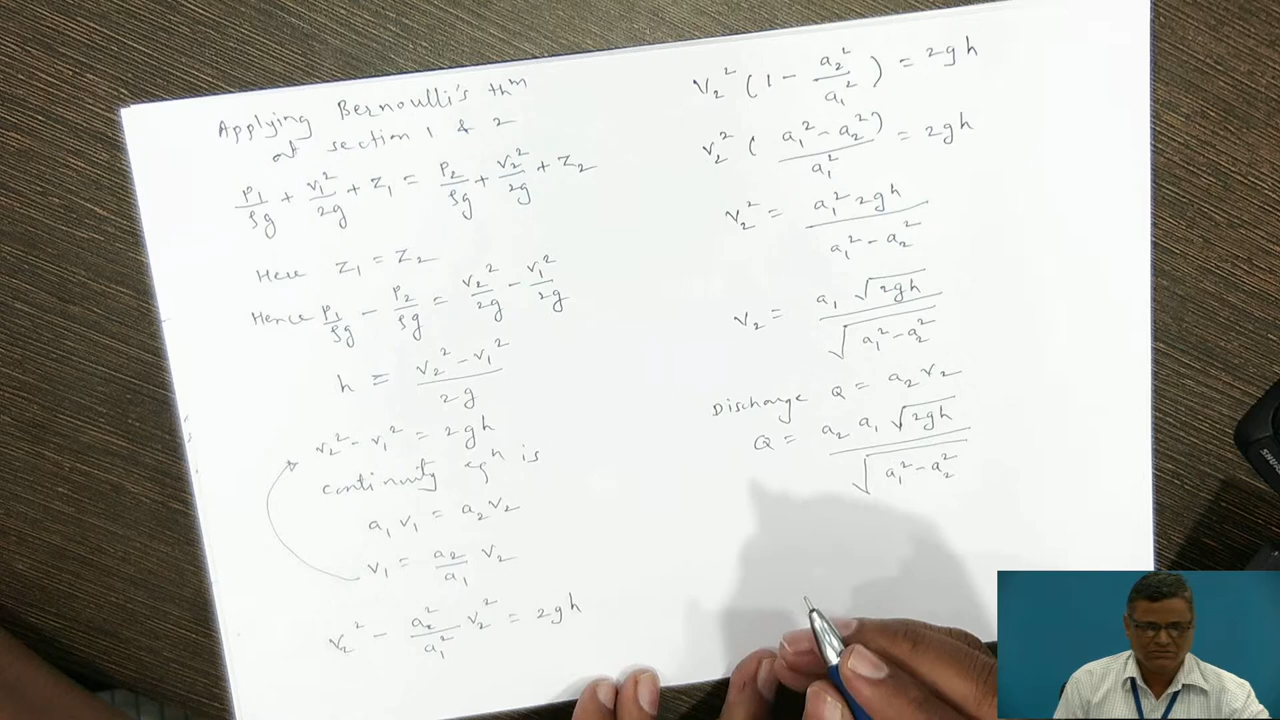 Applying Bernoulli's thm
at section 1 & 2
P₁/ρg + v₁²/2g + Z₁ = P₂/ρg + v₂²/2g + Z₂
Here Z₁ = Z₂
Hence P₁/ρg − P₂/ρg = v₂²/2g − v₁²/2g
h = (v₂² − v₁²)/2g
v₂² − v₁² = 2gh
continuity eqn is
a₁v₁ = a₂v₂
v₁ = a₂/a₁ v₂
v₂² − a₂²/a₁² v₂² = 2gh
v₂² (1 − a₂²/a₁²) = 2gh
v₂² ((a₁² − a₂²)/a₁²) = 2gh
v₂² = a₁² 2gh/(a₁² − a₂²)
v₂ = a₁ √2gh/√(a₁² − a₂²)
Discharge Q = a₂ v₂
Q = a₂ a₁ √2gh/√(a₁² − a₂²)